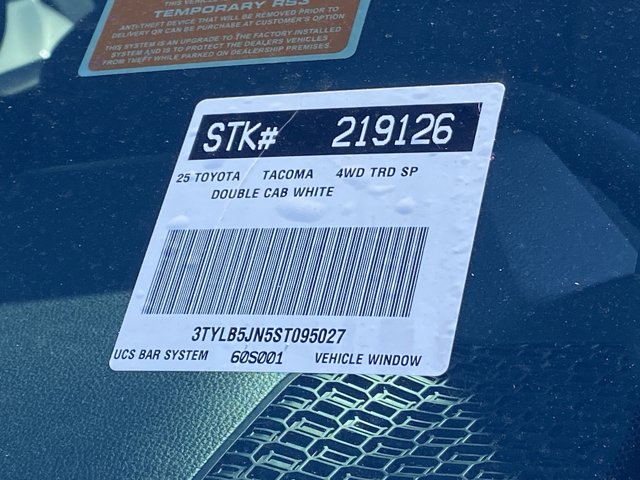 THIS VEHICLE
TEMPORARY RS3
ANTI-THEFT DEVICE THAT WILL BE REMOVED PRIOR TO
DELIVERY OR CAN BE PURCHASE AT CUSTOMER'S OPTION
THIS SYSTEM IS AN UPGRADE TO THE FACTORY INSTALLED
SYSTEM AND IS TO PROTECT THE DEALERS VEHICLES
FROM THEFT WHILE PARKED ON DEALERSHIP PREMISES.
STK# 219126
25 TOYOTA TACOMA 4WD TRD SP
DOUBLE CAB WHITE
3TYLB5JN5ST095027
UCS BAR SYSTEM 60S001 VEHICLE WINDOW